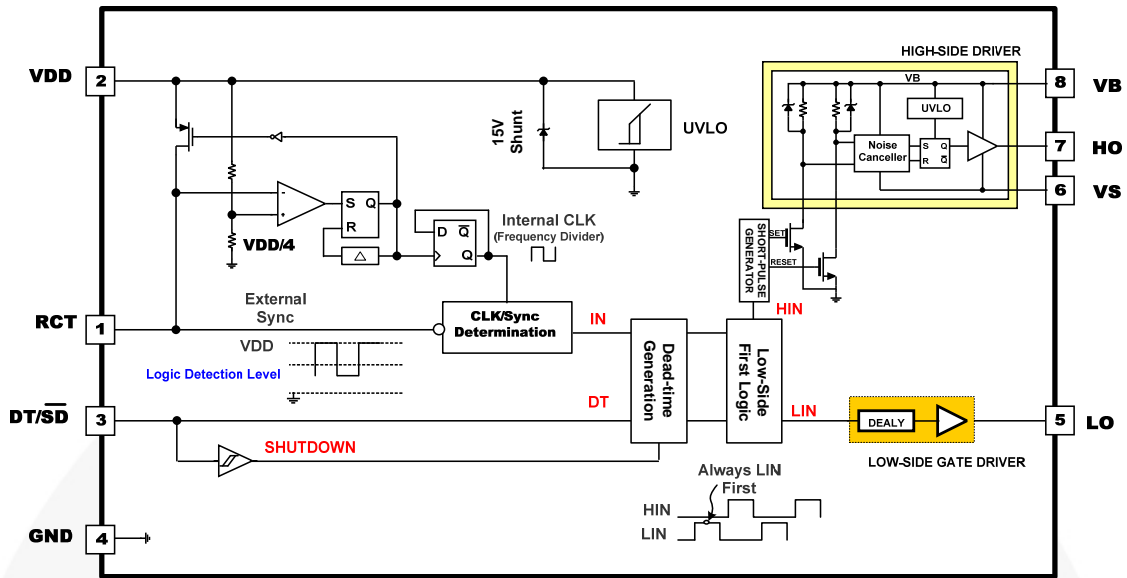 HIGH-SIDE DRIVER
VDD
2
VB
8
VB
UVLO
15V
Shunt
UVLO
Noise
Canceller
S
Q
R
Q̅
7
HO
6
VS
-
+
S
Q
R
VDD/4
△
D
Q̅
Q
Internal CLK
(Frequency Divider)
SHORT-PULSE
GENERATOR
SET
RESET
RCT
1
External
Sync
CLK/Sync
Determination
IN
HIN
VDD
Logic Detection Level
Dead-time
Generation
Low-Side
First Logic
DT/S̅D̅
3
DT
LIN
DEALY
5
LO
SHUTDOWN
LOW-SIDE GATE DRIVER
Always LIN
First
HIN
LIN
GND
4